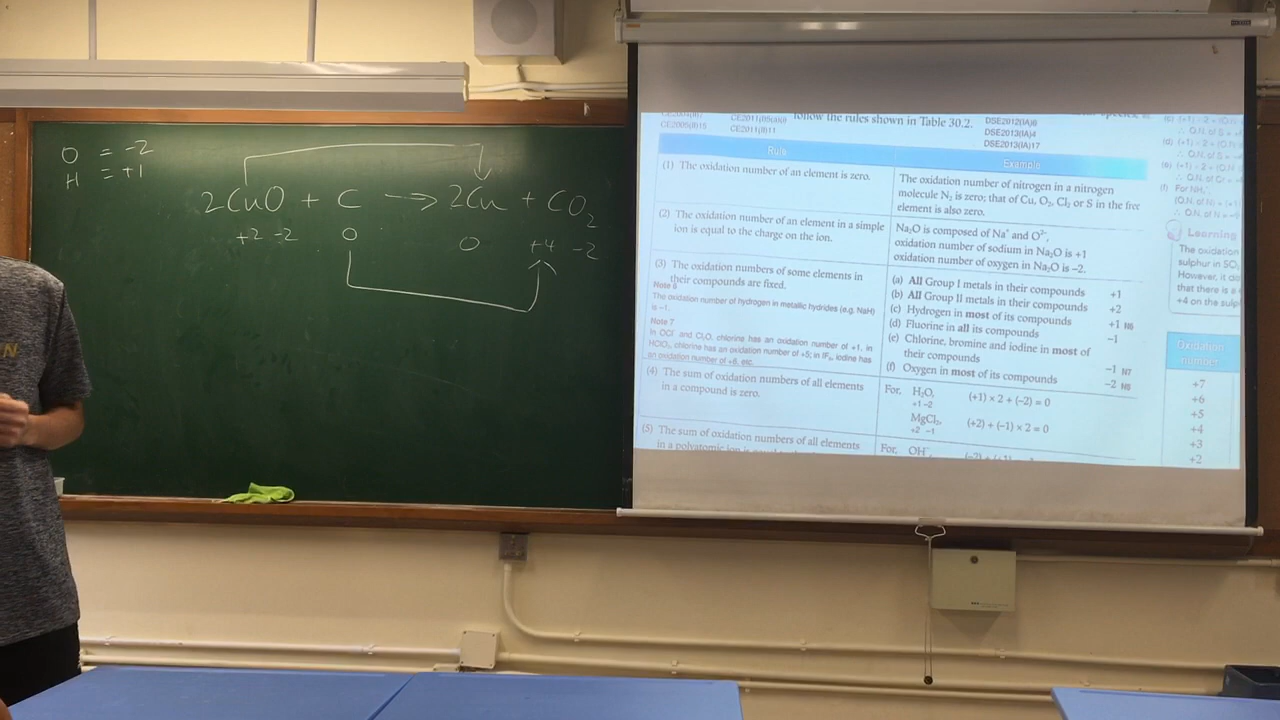 O = -2
H = +1
2CuO + C → 2Cu + CO₂
+2 -2 0 0 +4 -2
N
CE2005(II)15
CE2011(II)11
follow the rules shown in Table 30.2.
DSE2012(IA)6
DSE2013(IA)4
DSE2013(IA)17
Rule
Example
(1) The oxidation number of an element is zero.
The oxidation number of nitrogen in a nitrogen
molecule N₂ is zero; that of Cu, O₂, Cl₂ or S in the free
element is also zero.
(2) The oxidation number of an element in a simple
ion is equal to the charge on the ion.
Na₂O is composed of Na⁺ and O²⁻,
oxidation number of sodium in Na₂O is +1
oxidation number of oxygen in Na₂O is –2.
(3) The oxidation numbers of some elements in
their compounds are fixed.
Note 6
The oxidation number of hydrogen in metallic hydrides (e.g. NaH)
is –1.
Note 7
In OCl⁻ and Cl₂O, chlorine has an oxidation number of +1, in
HClO₃, chlorine has an oxidation number of +5; in IF₅, iodine has
an oxidation number of +5, etc.
(a) All Group I metals in their compounds +1
(b) All Group II metals in their compounds +2
(c) Hydrogen in most of its compounds +1 N6
(d) Fluorine in all its compounds –1
(e) Chlorine, bromine and iodine in most of
their compounds –1 N7
(f) Oxygen in most of its compounds –2 N8
(4) The sum of oxidation numbers of all elements
in a compound is zero.
For, H₂O, (+1) × 2 + (–2) = 0
+1 –2
MgCl₂, (+2) + (–1) × 2 = 0
+2 –1
(5) The sum of oxidation numbers of all elements
in a polyatomic ion is
For, OH⁻,
(f) For NH₄⁺,
Learning
The oxidation
sulphur in SO
However, it do
that there is a
+4 on the sulp
Oxidation
number
+7
+6
+5
+4
+3
+2